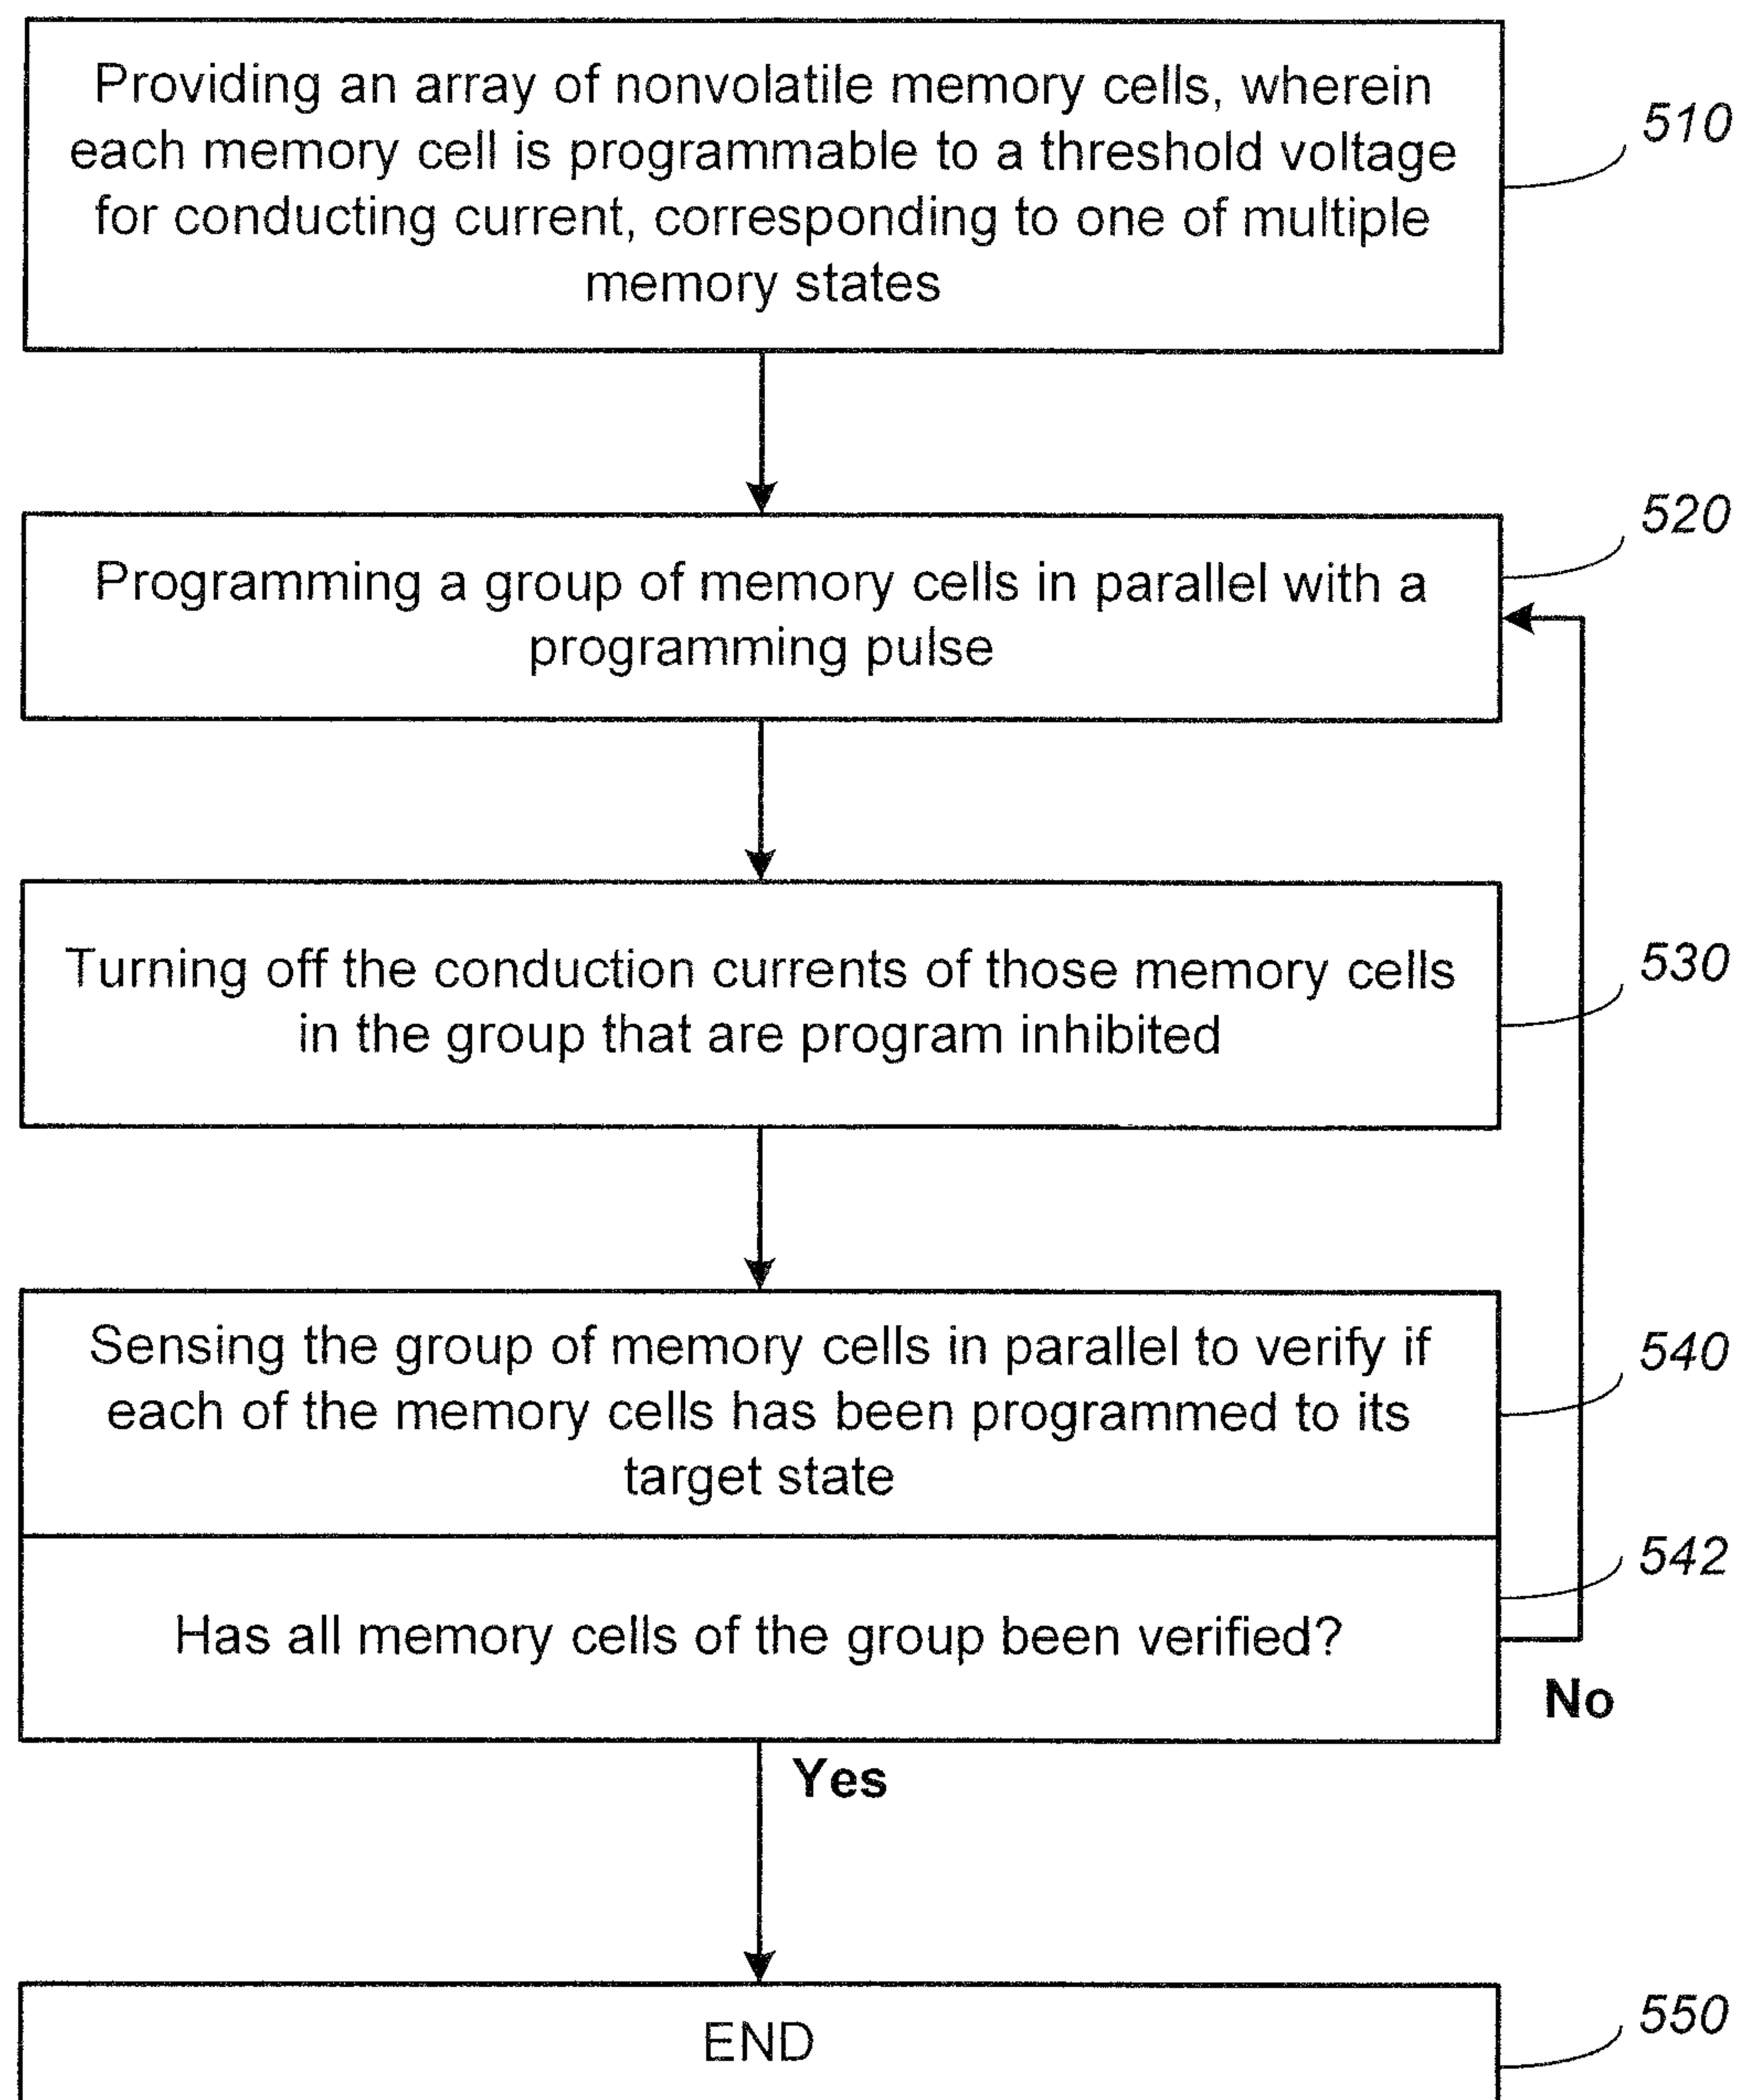 Providing an array of nonvolatile memory cells, wherein
each memory cell is programmable to a threshold voltage
for conducting current, corresponding to one of multiple
memory states
510
Programming a group of memory cells in parallel with a
programming pulse
520
Turning off the conduction currents of those memory cells
in the group that are program inhibited
530
Sensing the group of memory cells in parallel to verify if
each of the memory cells has been programmed to its
target state
540
Has all memory cells of the group been verified?
542
No
Yes
END
550